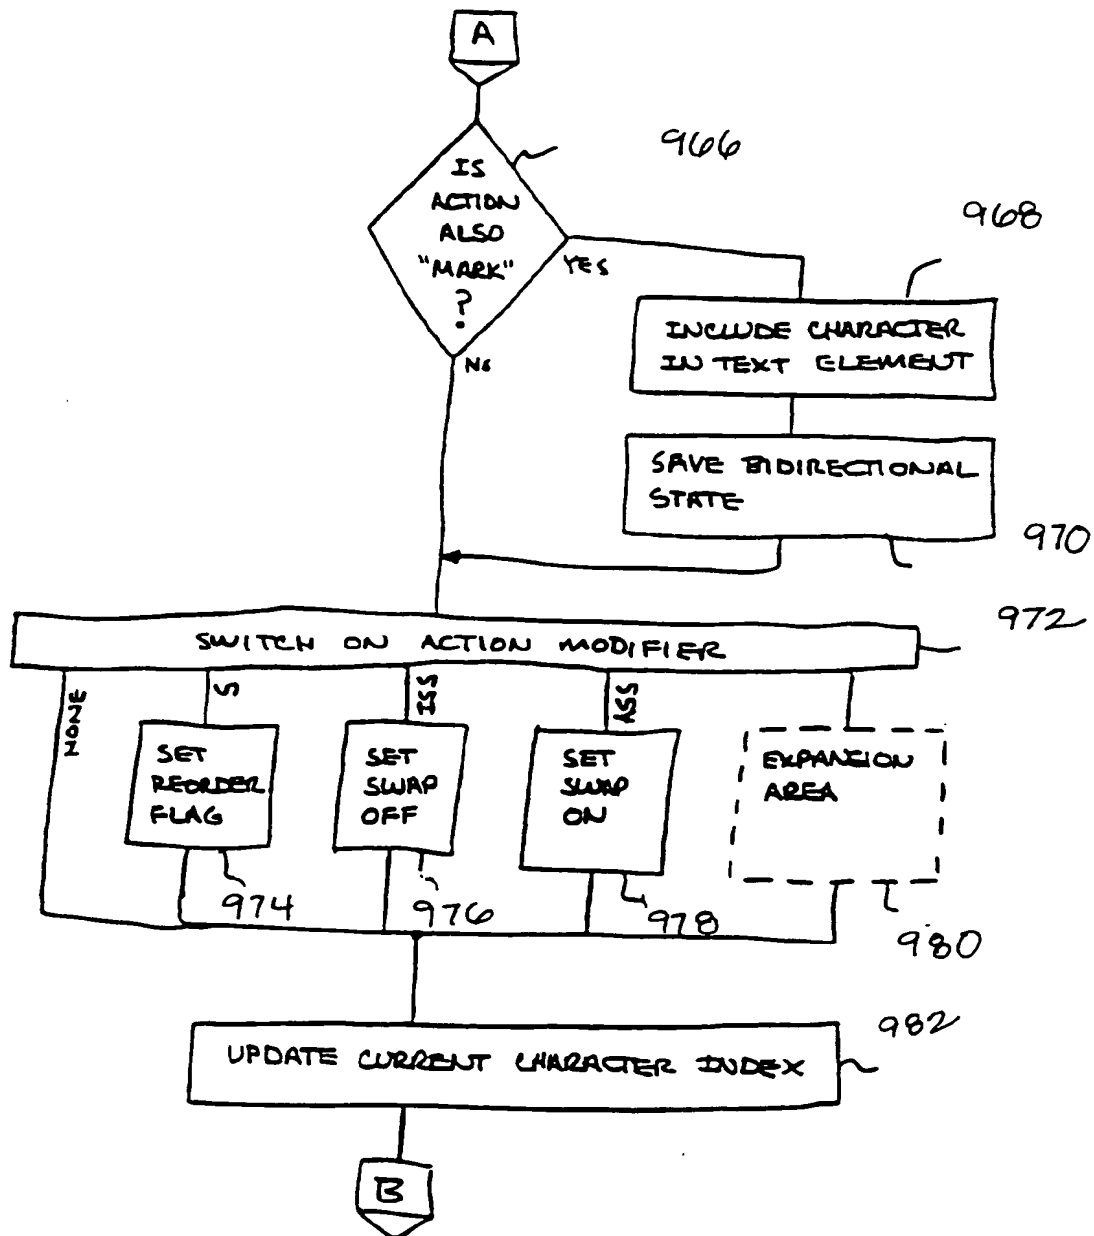 A
966
IS
ACTION
ALSO
"MARK"
?
YES
NO
968
INCLUDE CHARACTER
IN TEXT ELEMENT
SAVE BIDIRECTIONAL
STATE
970
972
SWITCH ON ACTION MODIFIER
NONE
S
ISS
ASS
SET
REORDER
FLAG
SET
SWAP
OFF
SET
SWAP
ON
EXPANSION
AREA
974
976
978
980
982
UPDATE CURRENT CHARACTER INDEX
B